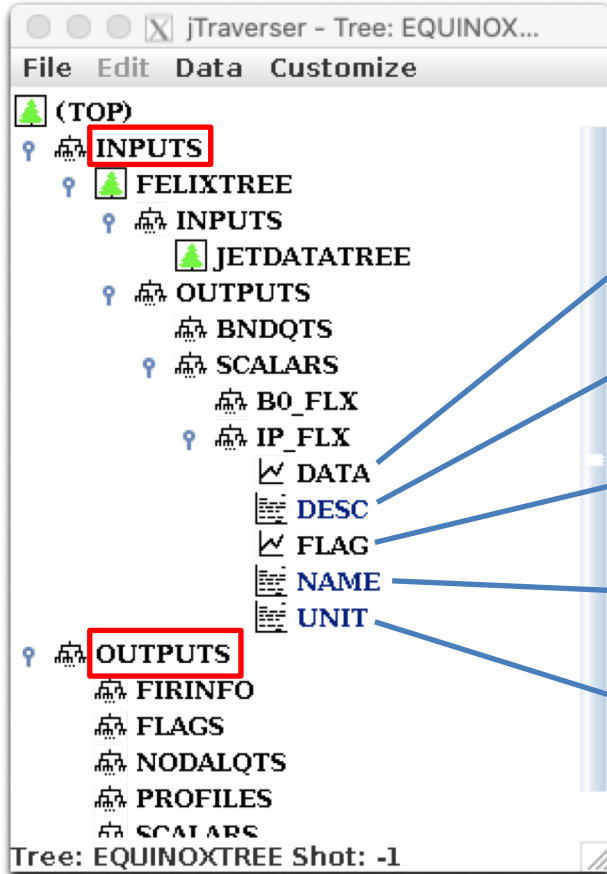 jTraverser - Tree: EQUINOX...
File Edit Data Customize
(TOP)
INPUTS
FELIXTREE
INPUTS
JETDATATREE
OUTPUTS
BNDQTS
SCALARS
B0_FLX
IP_FLX
DATA
DESC
FLAG
NAME
UNIT
OUTPUTS
FIRINFO
FLAGS
NODALQTS
PROFILES
SCALARS
Tree: EQUINOXTREE Shot: -1